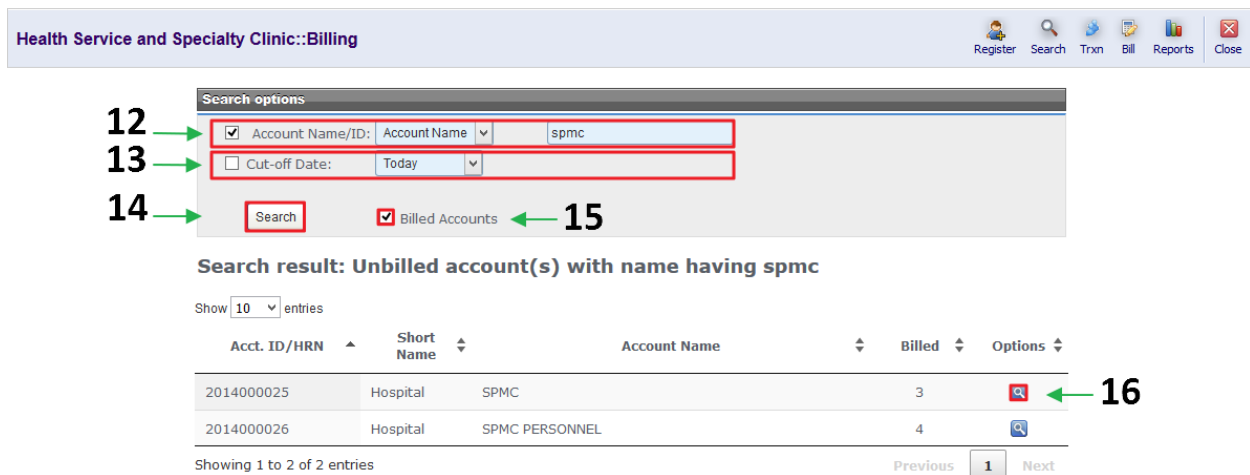 Health Service and Specialty Clinic::Billing
Register Search Trxn Bill Reports Close
Search options
12 Account Name/ID: Account Name spmc
13 Cut-off Date: Today
14 Search Billed Accounts 15
Search result: Unbilled account(s) with name having spmc
Show 10 entries
Acct. ID/HRN Short Name Account Name Billed Options
2014000025 Hospital SPMC 3 16
2014000026 Hospital SPMC PERSONNEL 4
Showing 1 to 2 of 2 entries Previous 1 Next